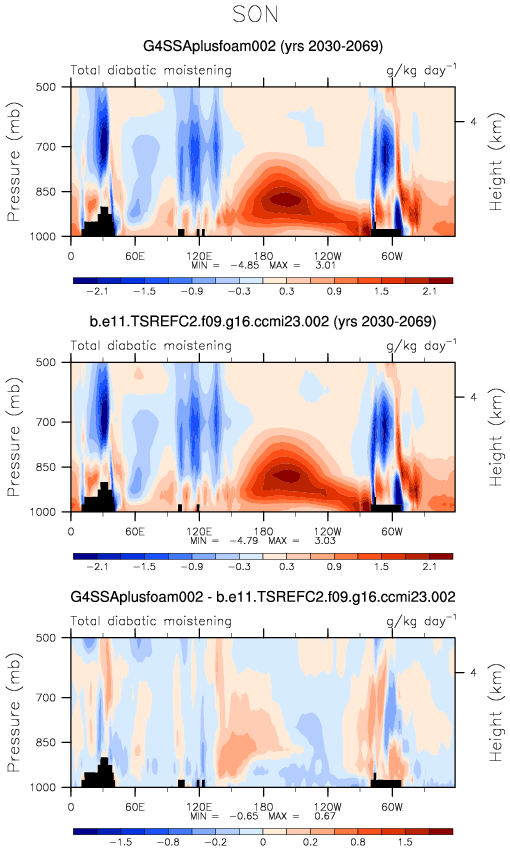 SON
G4SSAplusfoam002 (yrs 2030-2069)
Total diabatic moistening g/kg day⁻¹
Pressure (mb)
Height (km)
500
700
850
1000
4
0 60E 120E 180 120W 60W
MIN = -4.85 MAX = 3.01
-2.1 -1.5 -0.9 -0.3 0.3 0.9 1.5 2.1
b.e11.TSREFC2.f09.g16.ccmi23.002 (yrs 2030-2069)
Total diabatic moistening g/kg day⁻¹
Pressure (mb)
Height (km)
500
700
850
1000
4
0 60E 120E 180 120W 60W
MIN = -4.79 MAX = 3.03
-2.1 -1.5 -0.9 -0.3 0.3 0.9 1.5 2.1
G4SSAplusfoam002 - b.e11.TSREFC2.f09.g16.ccmi23.002
Total diabatic moistening g/kg day⁻¹
Pressure (mb)
Height (km)
500
700
850
1000
4
0 60E 120E 180 120W 60W
MIN = -0.65 MAX = 0.67
-1.5 -0.8 -0.2 0 0.2 0.8 1.5